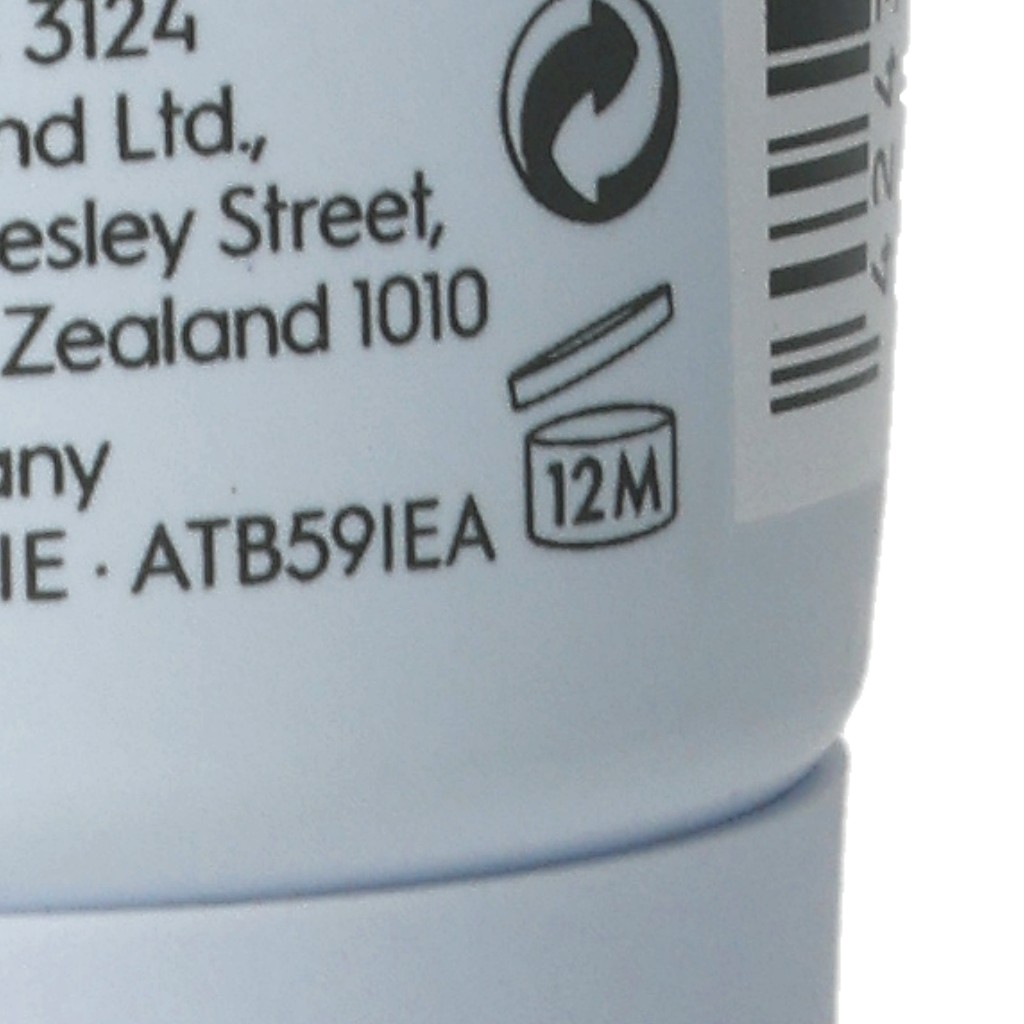 3124
nd Ltd.,
esley Street,
Zealand 1010
any
IE · ATB59IEA
12M